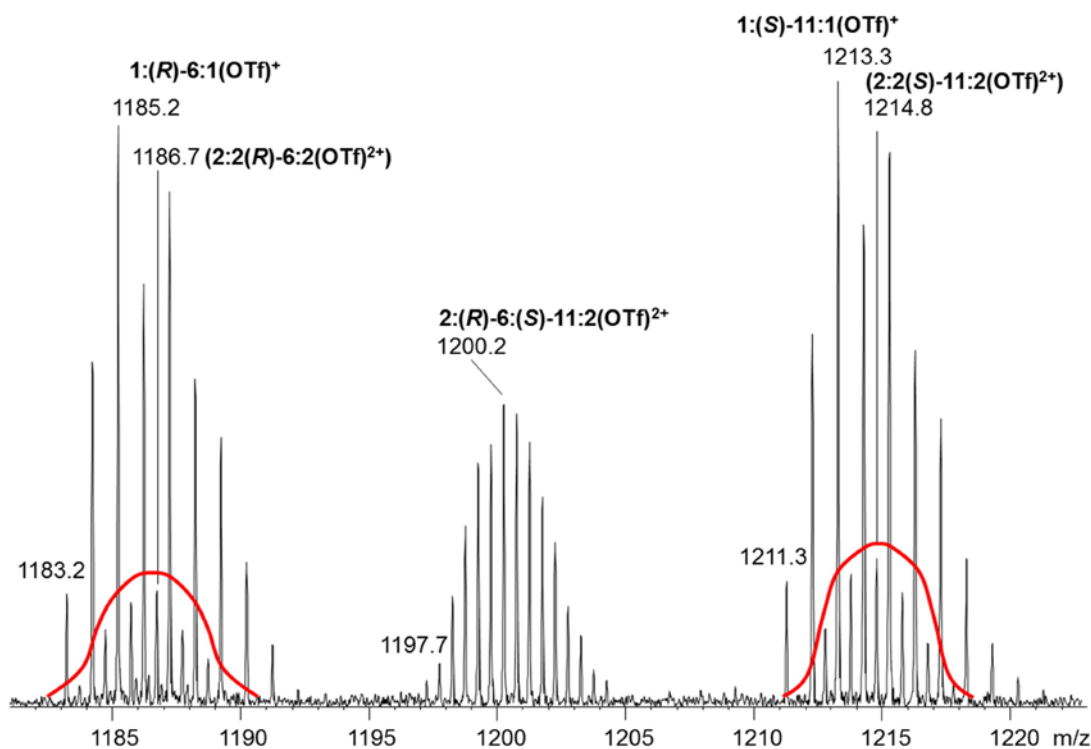 1:(S)-11:1(OTf)⁺
1213.3
(2:2(S)-11:2(OTf)²⁺)
1214.8
1:(R)-6:1(OTf)⁺
1185.2
1186.7 (2:2(R)-6:2(OTf)²⁺)
2:(R)-6:(S)-11:2(OTf)²⁺
1200.2
1183.2
1211.3
1197.7
1185 1190 1195 1200 1205 1210 1215 1220 m/z